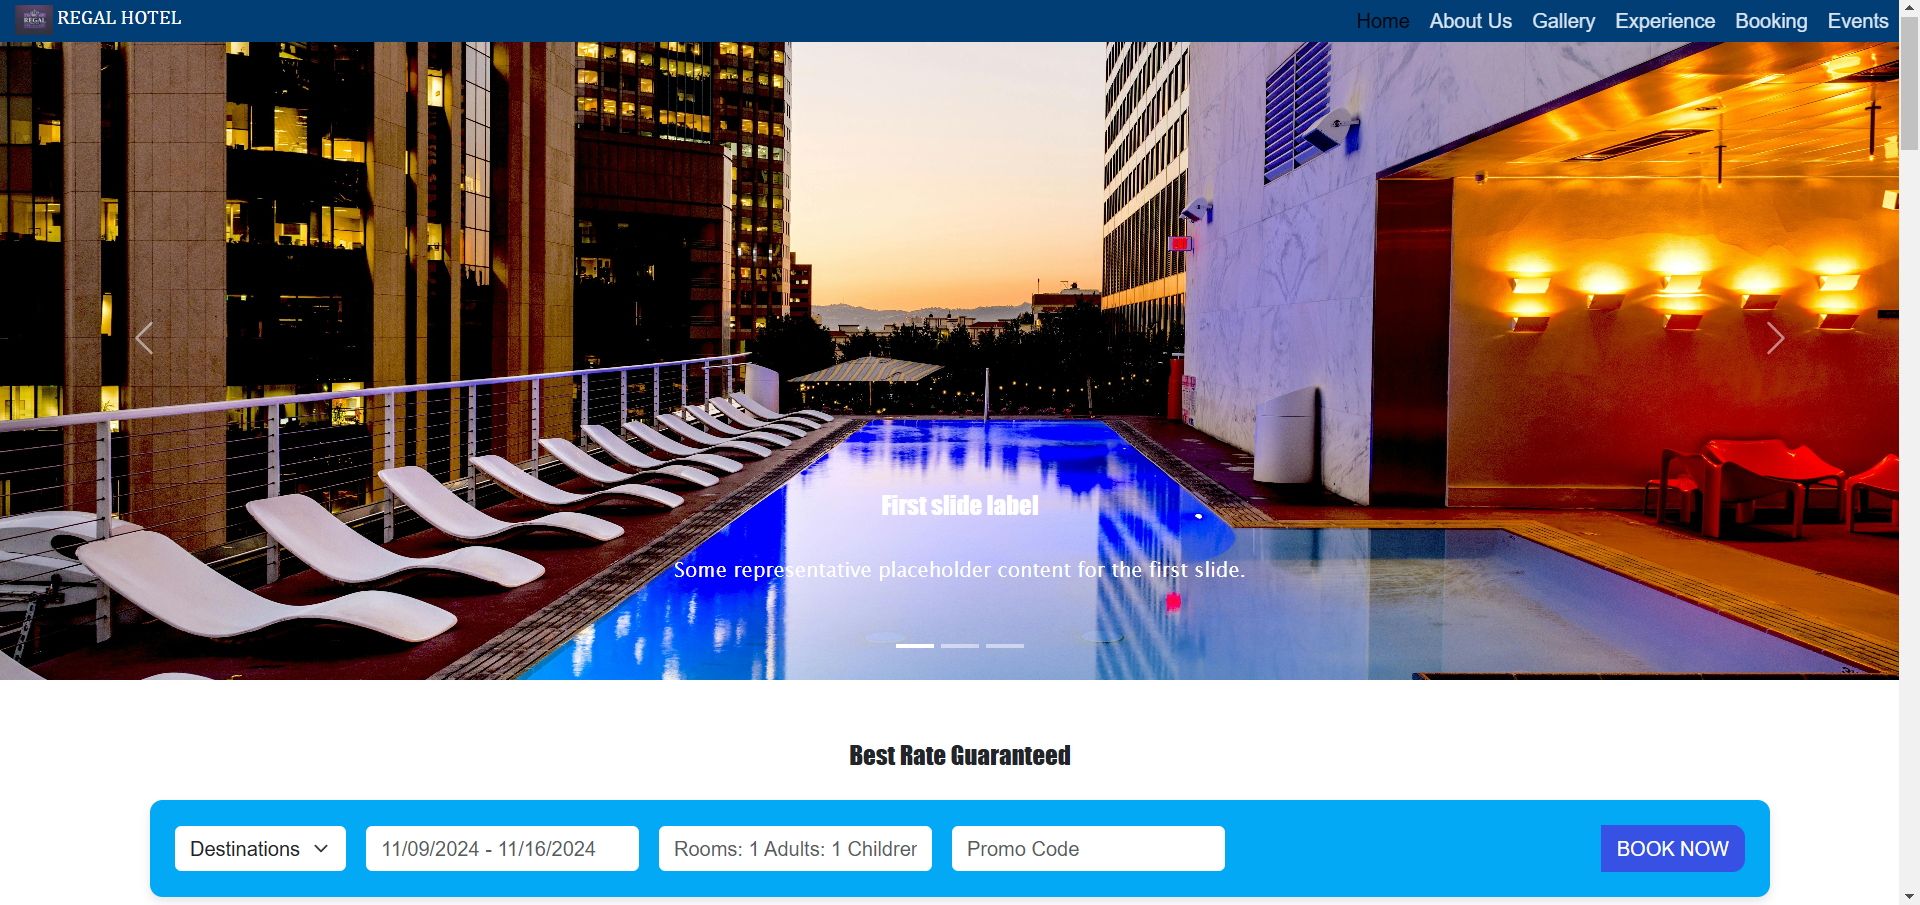 REGAL
REGAL HOTEL
Home About Us Gallery Experience Booking Events
First slide label
Some representative placeholder content for the first slide.
Best Rate Guaranteed
Destinations 11/09/2024 - 11/16/2024 Rooms: 1 Adults: 1 Childrer Promo Code BOOK NOW